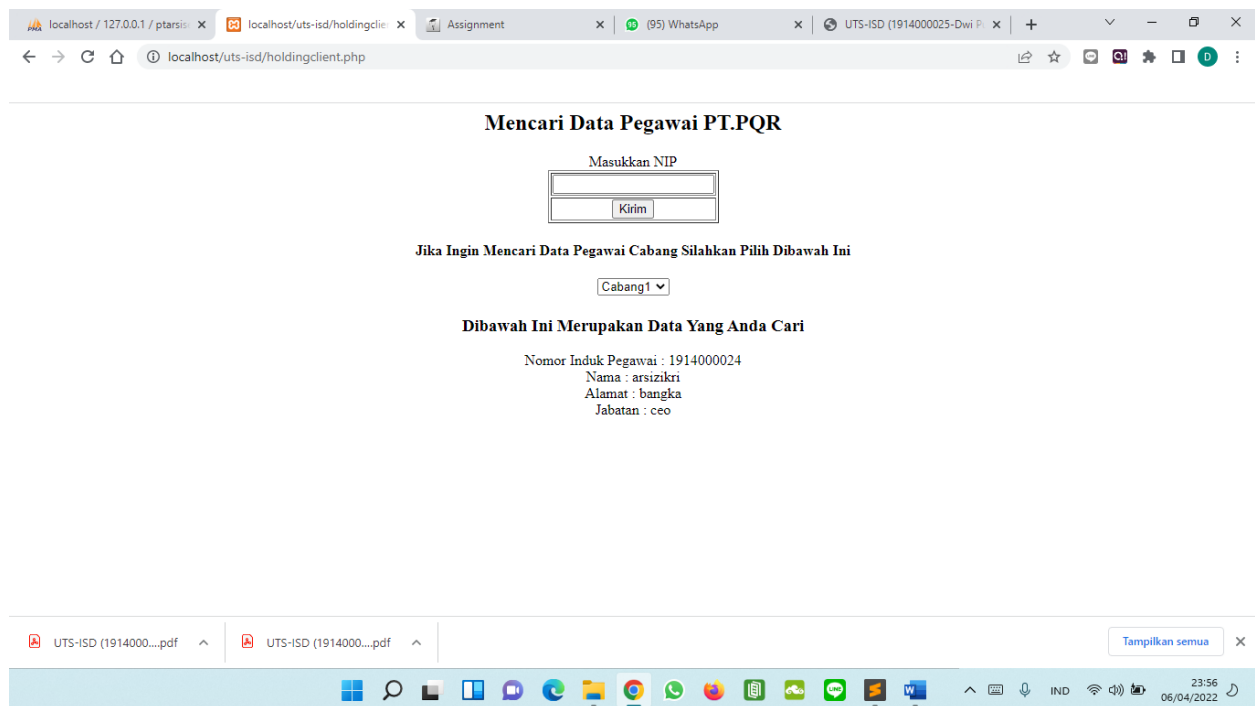 localhost / 127.0.0.1 / ptarsis
localhost/uts-isd/holdingclie
Assignment
(95) WhatsApp
UTS-ISD (1914000025-Dwi P
localhost/uts-isd/holdingclient.php
D
Mencari Data Pegawai PT.PQR
Masukkan NIP
Kirim
Jika Ingin Mencari Data Pegawai Cabang Silahkan Pilih Dibawah Ini
Cabang1
Dibawah Ini Merupakan Data Yang Anda Cari
Nomor Induk Pegawai : 1914000024
Nama : arsizikri
Alamat : bangka
Jabatan : ceo
UTS-ISD (1914000....pdf
UTS-ISD (1914000....pdf
Tampilkan semua
IND
23:56
06/04/2022